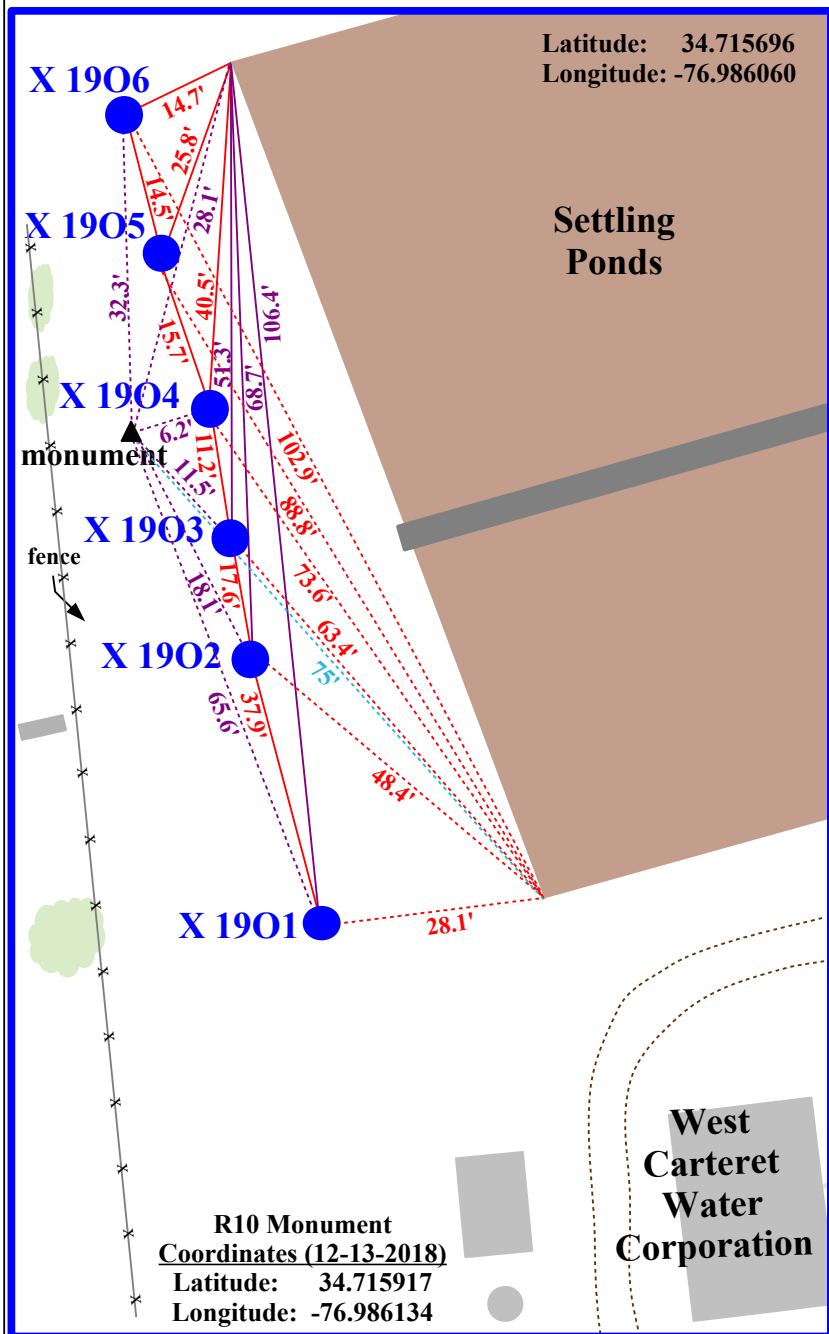 Latitude: 34.715696
Longitude: -76.986060
X 19O6
14.7'
25.8'
14.5'
28.1'
X 19O5
Settling
Ponds
32.3'
40.5'
106.4'
15.7'
51.3'
68.7'
X 19O4
6.2'
monument
11.2'
102.9'
11.5'
88.8'
X 19O3
fence
17.6'
73.6'
18.1'
63.4'
X 19O2
75'
65.6'
37.9'
48.4'
X 19O1
28.1'
West
Carteret
Water
Corporation
R10 Monument
Coordinates (12-13-2018)
Latitude: 34.715917
Longitude: -76.986134